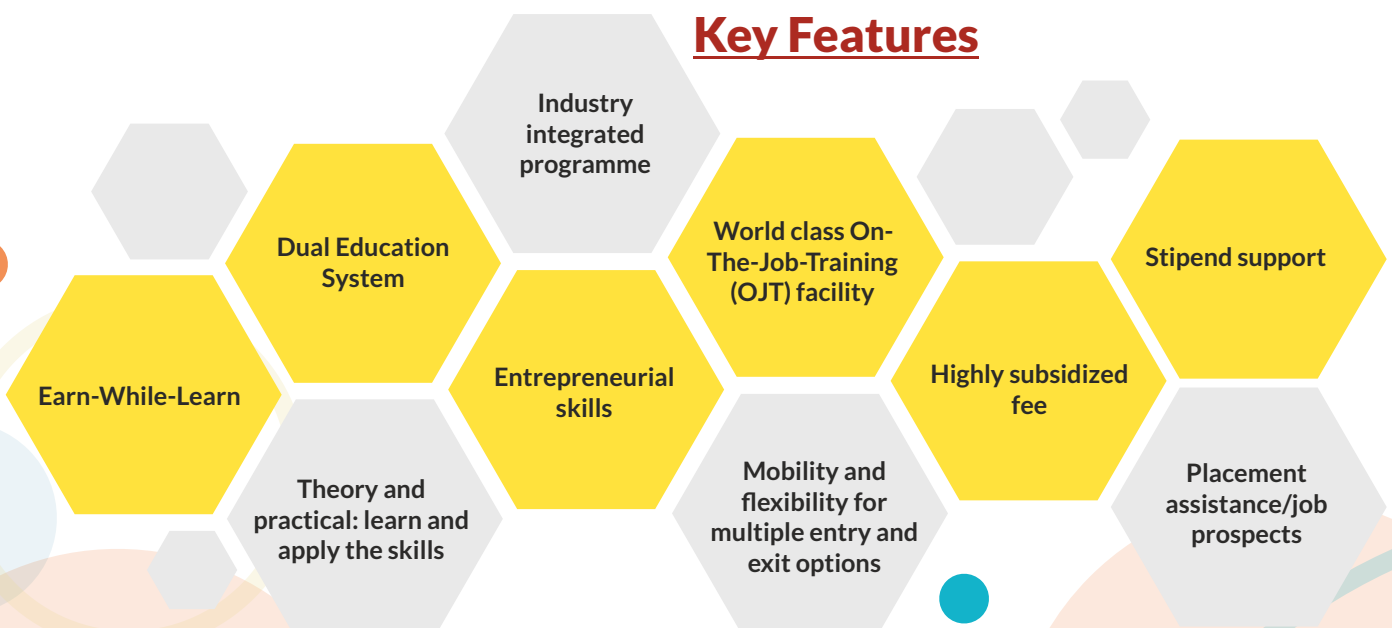 Key Features
Industry
integrated
programme
Dual Education
System
World class On-
The-Job-Training
(OJT) facility
Stipend support
Earn-While-Learn
Entrepreneurial
skills
Highly subsidized
fee
Theory and
practical: learn and
apply the skills
Mobility and
flexibility for
multiple entry and
exit options
Placement
assistance/job
prospects